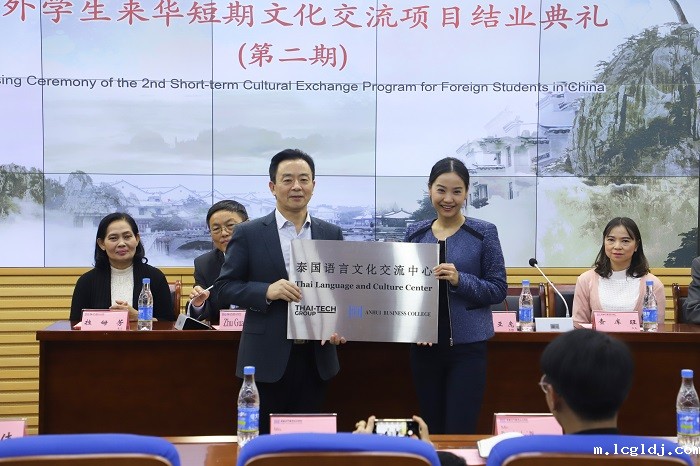 外学生来华短期文化交流项目结业典礼
(第二期)
sing Ceremony of the 2nd Short-term Cultural Exchange Program for Foreign Students in China
泰国语言文化交流中心
Thai Language and Culture Center
THAI-TECH
GROUP
ANHUI BUSINESS COLLEGE
Zhu
m.lcgldj.com